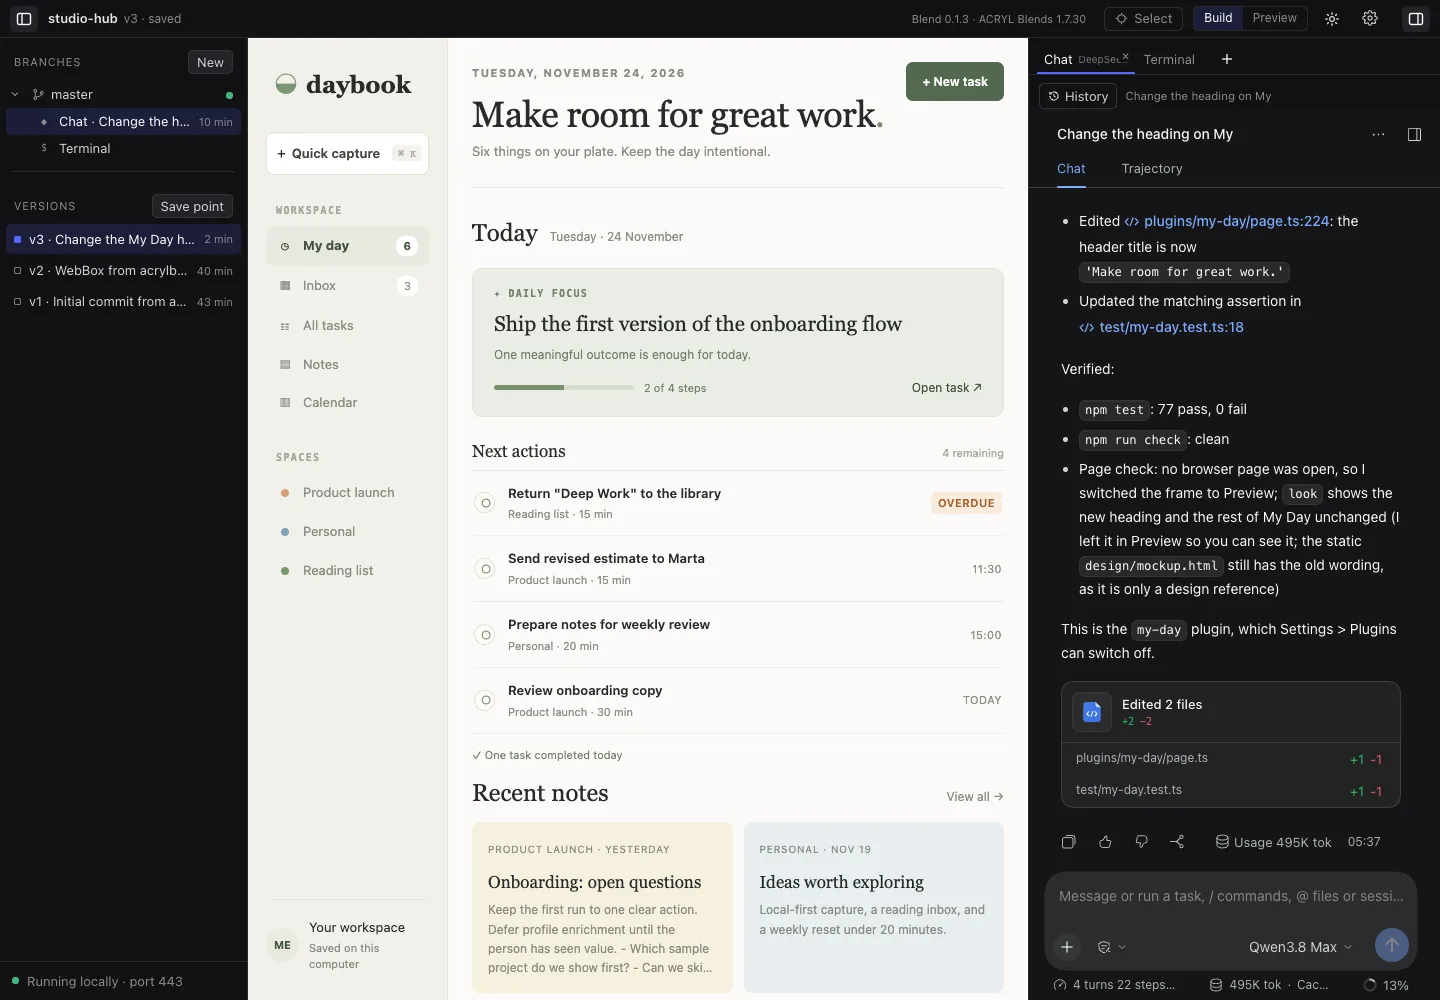 studio-hub v3 · saved
Blend 0.1.3 · ACRYL Blends 1.7.30
Select
Build
Preview
BRANCHES
New
master
Chat · Change the h... 10 min
$ Terminal
VERSIONS
Save point
v3 · Change the My Day h... 2 min
v2 · WebBox from acrylb... 40 min
v1 · Initial commit from a... 43 min
Running locally · port 443
daybook
+ Quick capture ⌘ K
WORKSPACE
My day 6
Inbox 3
All tasks
Notes
Calendar
SPACES
Product launch
Personal
Reading list
ME
Your workspace
Saved on this
computer
TUESDAY, NOVEMBER 24, 2026
Make room for great work.
Six things on your plate. Keep the day intentional.
+ New task
Today Tuesday · 24 November
DAILY FOCUS
Ship the first version of the onboarding flow
One meaningful outcome is enough for today.
2 of 4 steps
Open task ↗
Next actions
4 remaining
Return "Deep Work" to the library
Reading list · 15 min
OVERDUE
Send revised estimate to Marta
Product launch · 15 min
11:30
Prepare notes for weekly review
Personal · 20 min
15:00
Review onboarding copy
Product launch · 30 min
TODAY
✓ One task completed today
Recent notes
View all →
PRODUCT LAUNCH · YESTERDAY
Onboarding: open questions
Keep the first run to one clear action.
Defer profile enrichment until the
person has seen value. - Which sample
project do we show first? - Can we ski...
PERSONAL · NOV 19
Ideas worth exploring
Local-first capture, a reading inbox, and
a weekly reset under 20 minutes.
Chat DeepSec ×
Terminal
+
History
Change the heading on My
Change the heading on My
...
Chat
Trajectory
• Edited </> plugins/my-day/page.ts:224: the
header title is now
'Make room for great work.'
• Updated the matching assertion in
</> test/my-day.test.ts:18
Verified:
• npm test: 77 pass, 0 fail
• npm run check: clean
• Page check: no browser page was open, so I
switched the frame to Preview; look shows the
new heading and the rest of My Day unchanged (I
left it in Preview so you can see it; the static
design/mockup.html still has the old wording,
as it is only a design reference)
This is the my-day plugin, which Settings > Plugins
can switch off.
Edited 2 files
+2 −2
plugins/my-day/page.ts +1 -1
test/my-day.test.ts +1 -1
Usage 495K tok 05:37
Message or run a task, / commands, @ files or sessi...
Qwen3.8 Max
4 turns 22 steps...
495K tok · Cac...
13%